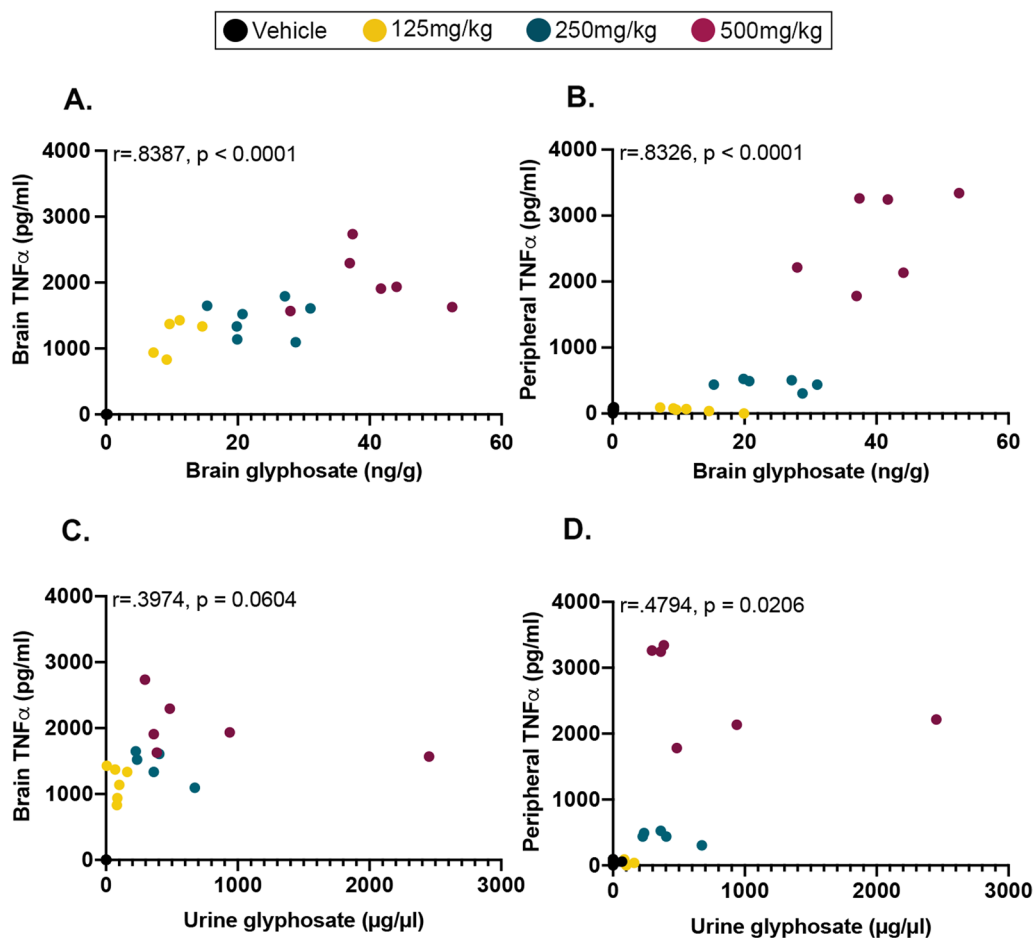 Vehicle 125mg/kg 250mg/kg 500mg/kg
A.
r=.8387, p < 0.0001
Brain TNFα (pg/ml)
4000
3000
2000
1000
0
0 20 40 60
Brain glyphosate (ng/g)
B.
r=.8326, p < 0.0001
Peripheral TNFα (pg/ml)
4000
3000
2000
1000
0
0 20 40 60
Brain glyphosate (ng/g)
C.
r=.3974, p = 0.0604
Brain TNFα (pg/ml)
4000
3000
2000
1000
0
0 1000 2000 3000
Urine glyphosate (µg/µl)
D.
r=.4794, p = 0.0206
Peripheral TNFα (pg/ml)
4000
3000
2000
1000
0
0 1000 2000 3000
Urine glyphosate (µg/µl)